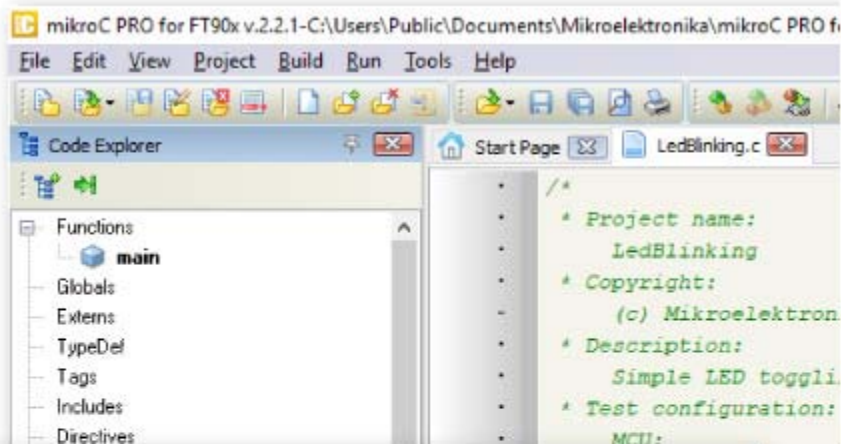 mikroC PRO for FT90x v.2.2.1-C:\Users\Public\Documents\Mikroelektronika\mikroC PRO f
File Edit View Project Build Run Tools Help
Code Explorer
Start Page LedBlinking.c
Functions
main
Globals
Externs
TypeDef
Tags
Includes
Directives
/*
* Project name:
LedBlinking
* Copyright:
(c) Mikroelektron
* Description:
Simple LED toggli
* Test configuration:
MCU: